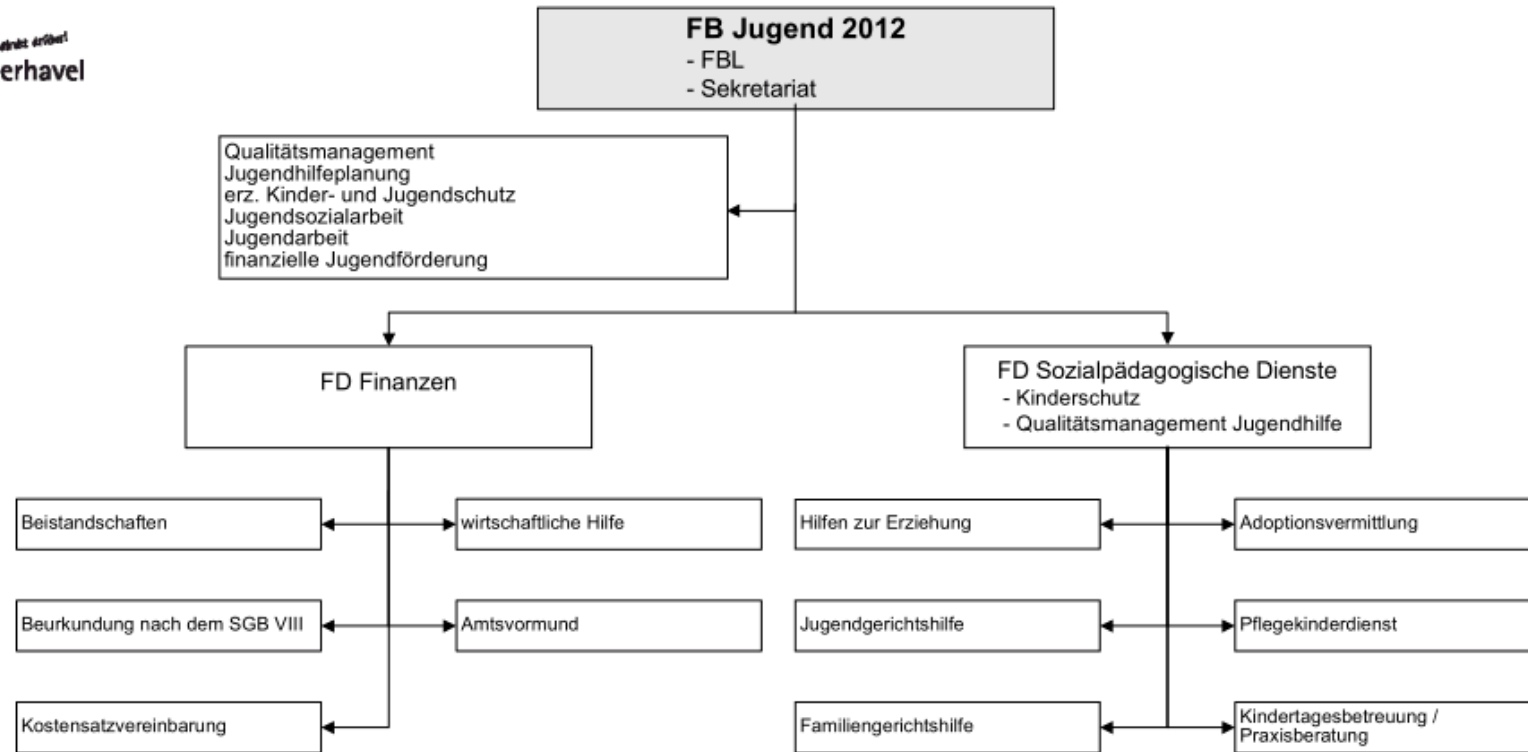 erhavel
FB Jugend 2012
- FBL
- Sekretariat
Qualitätsmanagement
Jugendhilfeplanung
erz. Kinder- und Jugendschutz
Jugendsozialarbeit
Jugendarbeit
finanzielle Jugendförderung
FD Finanzen
FD Sozialpädagogische Dienste
- Kinderschutz
- Qualitätsmanagement Jugendhilfe
Beistandschaften
wirtschaftliche Hilfe
Hilfen zur Erziehung
Adoptionsvermittlung
Beurkundung nach dem SGB VIII
Amtsvormund
Jugendgerichtshilfe
Pflegekinderdienst
Kostensatzvereinbarung
Familiengerichtshilfe
Kindertagesbetreuung /
Praxisberatung